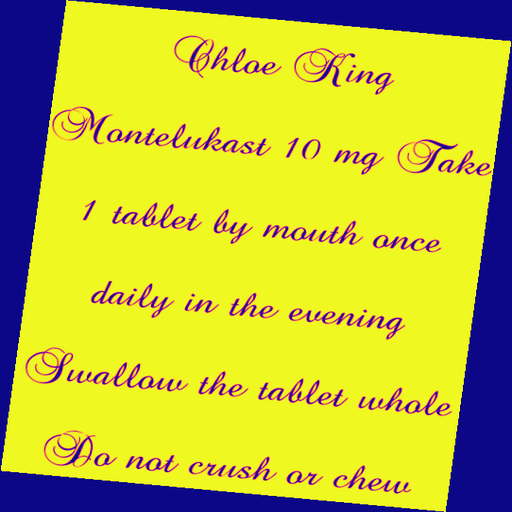 Chloe King
Montelukast 10 mg Take
1 tablet by mouth once
daily in the evening
Swallow the tablet whole
Do not crush or chew